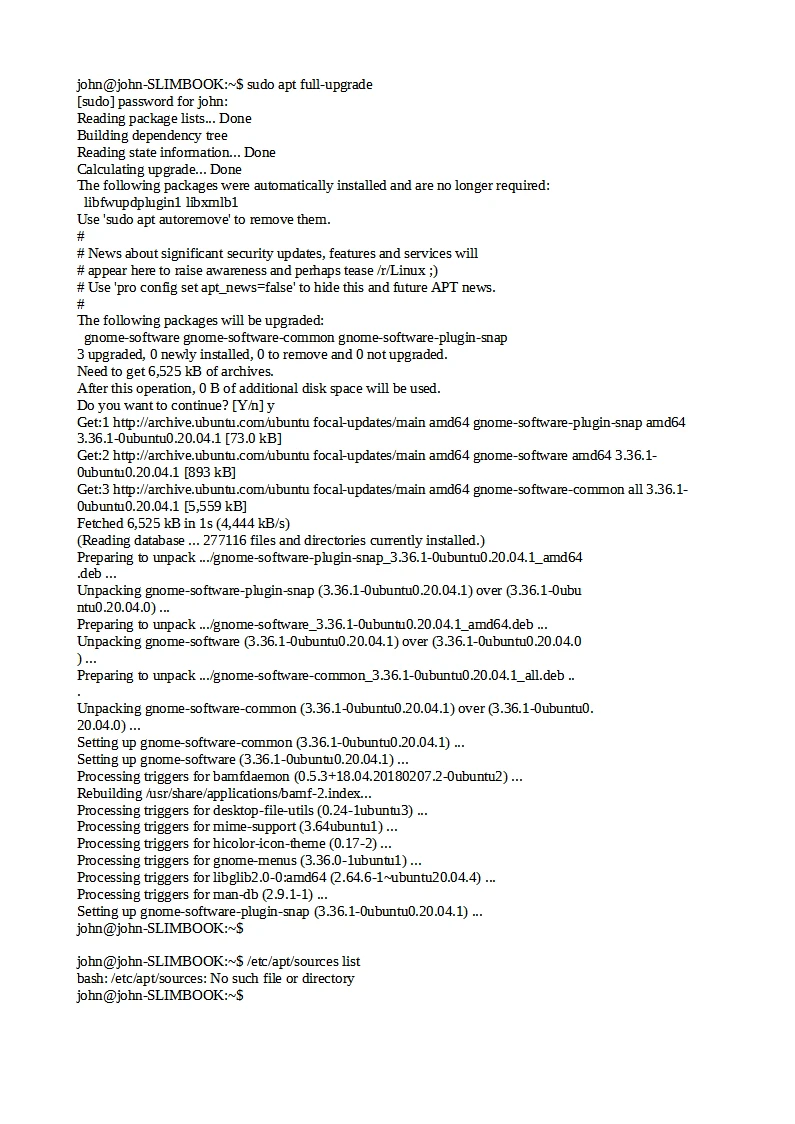 john@john-SLIMBOOK:~$ sudo apt full-upgrade
[sudo] password for john:
Reading package lists... Done
Building dependency tree
Reading state information... Done
Calculating upgrade... Done
The following packages were automatically installed and are no longer required:
  libfwupdplugin1 libxmlb1
Use 'sudo apt autoremove' to remove them.
#
# News about significant security updates, features and services will
# appear here to raise awareness and perhaps tease /r/Linux ;)
# Use 'pro config set apt_news=false' to hide this and future APT news.
#
The following packages will be upgraded:
  gnome-software gnome-software-common gnome-software-plugin-snap
3 upgraded, 0 newly installed, 0 to remove and 0 not upgraded.
Need to get 6,525 kB of archives.
After this operation, 0 B of additional disk space will be used.
Do you want to continue? [Y/n] y
Get:1 http://archive.ubuntu.com/ubuntu focal-updates/main amd64 gnome-software-plugin-snap amd64
3.36.1-0ubuntu0.20.04.1 [73.0 kB]
Get:2 http://archive.ubuntu.com/ubuntu focal-updates/main amd64 gnome-software amd64 3.36.1-
0ubuntu0.20.04.1 [893 kB]
Get:3 http://archive.ubuntu.com/ubuntu focal-updates/main amd64 gnome-software-common all 3.36.1-
0ubuntu0.20.04.1 [5,559 kB]
Fetched 6,525 kB in 1s (4,444 kB/s)
(Reading database ... 277116 files and directories currently installed.)
Preparing to unpack .../gnome-software-plugin-snap_3.36.1-0ubuntu0.20.04.1_amd64
.deb ...
Unpacking gnome-software-plugin-snap (3.36.1-0ubuntu0.20.04.1) over (3.36.1-0ubu
ntu0.20.04.0) ...
Preparing to unpack .../gnome-software_3.36.1-0ubuntu0.20.04.1_amd64.deb ...
Unpacking gnome-software (3.36.1-0ubuntu0.20.04.1) over (3.36.1-0ubuntu0.20.04.0
) ...
Preparing to unpack .../gnome-software-common_3.36.1-0ubuntu0.20.04.1_all.deb ..
.
Unpacking gnome-software-common (3.36.1-0ubuntu0.20.04.1) over (3.36.1-0ubuntu0.
20.04.0) ...
Setting up gnome-software-common (3.36.1-0ubuntu0.20.04.1) ...
Setting up gnome-software (3.36.1-0ubuntu0.20.04.1) ...
Processing triggers for bamfdaemon (0.5.3+18.04.20180207.2-0ubuntu2) ...
Rebuilding /usr/share/applications/bamf-2.index...
Processing triggers for desktop-file-utils (0.24-1ubuntu3) ...
Processing triggers for mime-support (3.64ubuntu1) ...
Processing triggers for hicolor-icon-theme (0.17-2) ...
Processing triggers for gnome-menus (3.36.0-1ubuntu1) ...
Processing triggers for libglib2.0-0:amd64 (2.64.6-1~ubuntu20.04.4) ...
Processing triggers for man-db (2.9.1-1) ...
Setting up gnome-software-plugin-snap (3.36.1-0ubuntu0.20.04.1) ...
john@john-SLIMBOOK:~$
john@john-SLIMBOOK:~$ /etc/apt/sources list
bash: /etc/apt/sources: No such file or directory
john@john-SLIMBOOK:~$